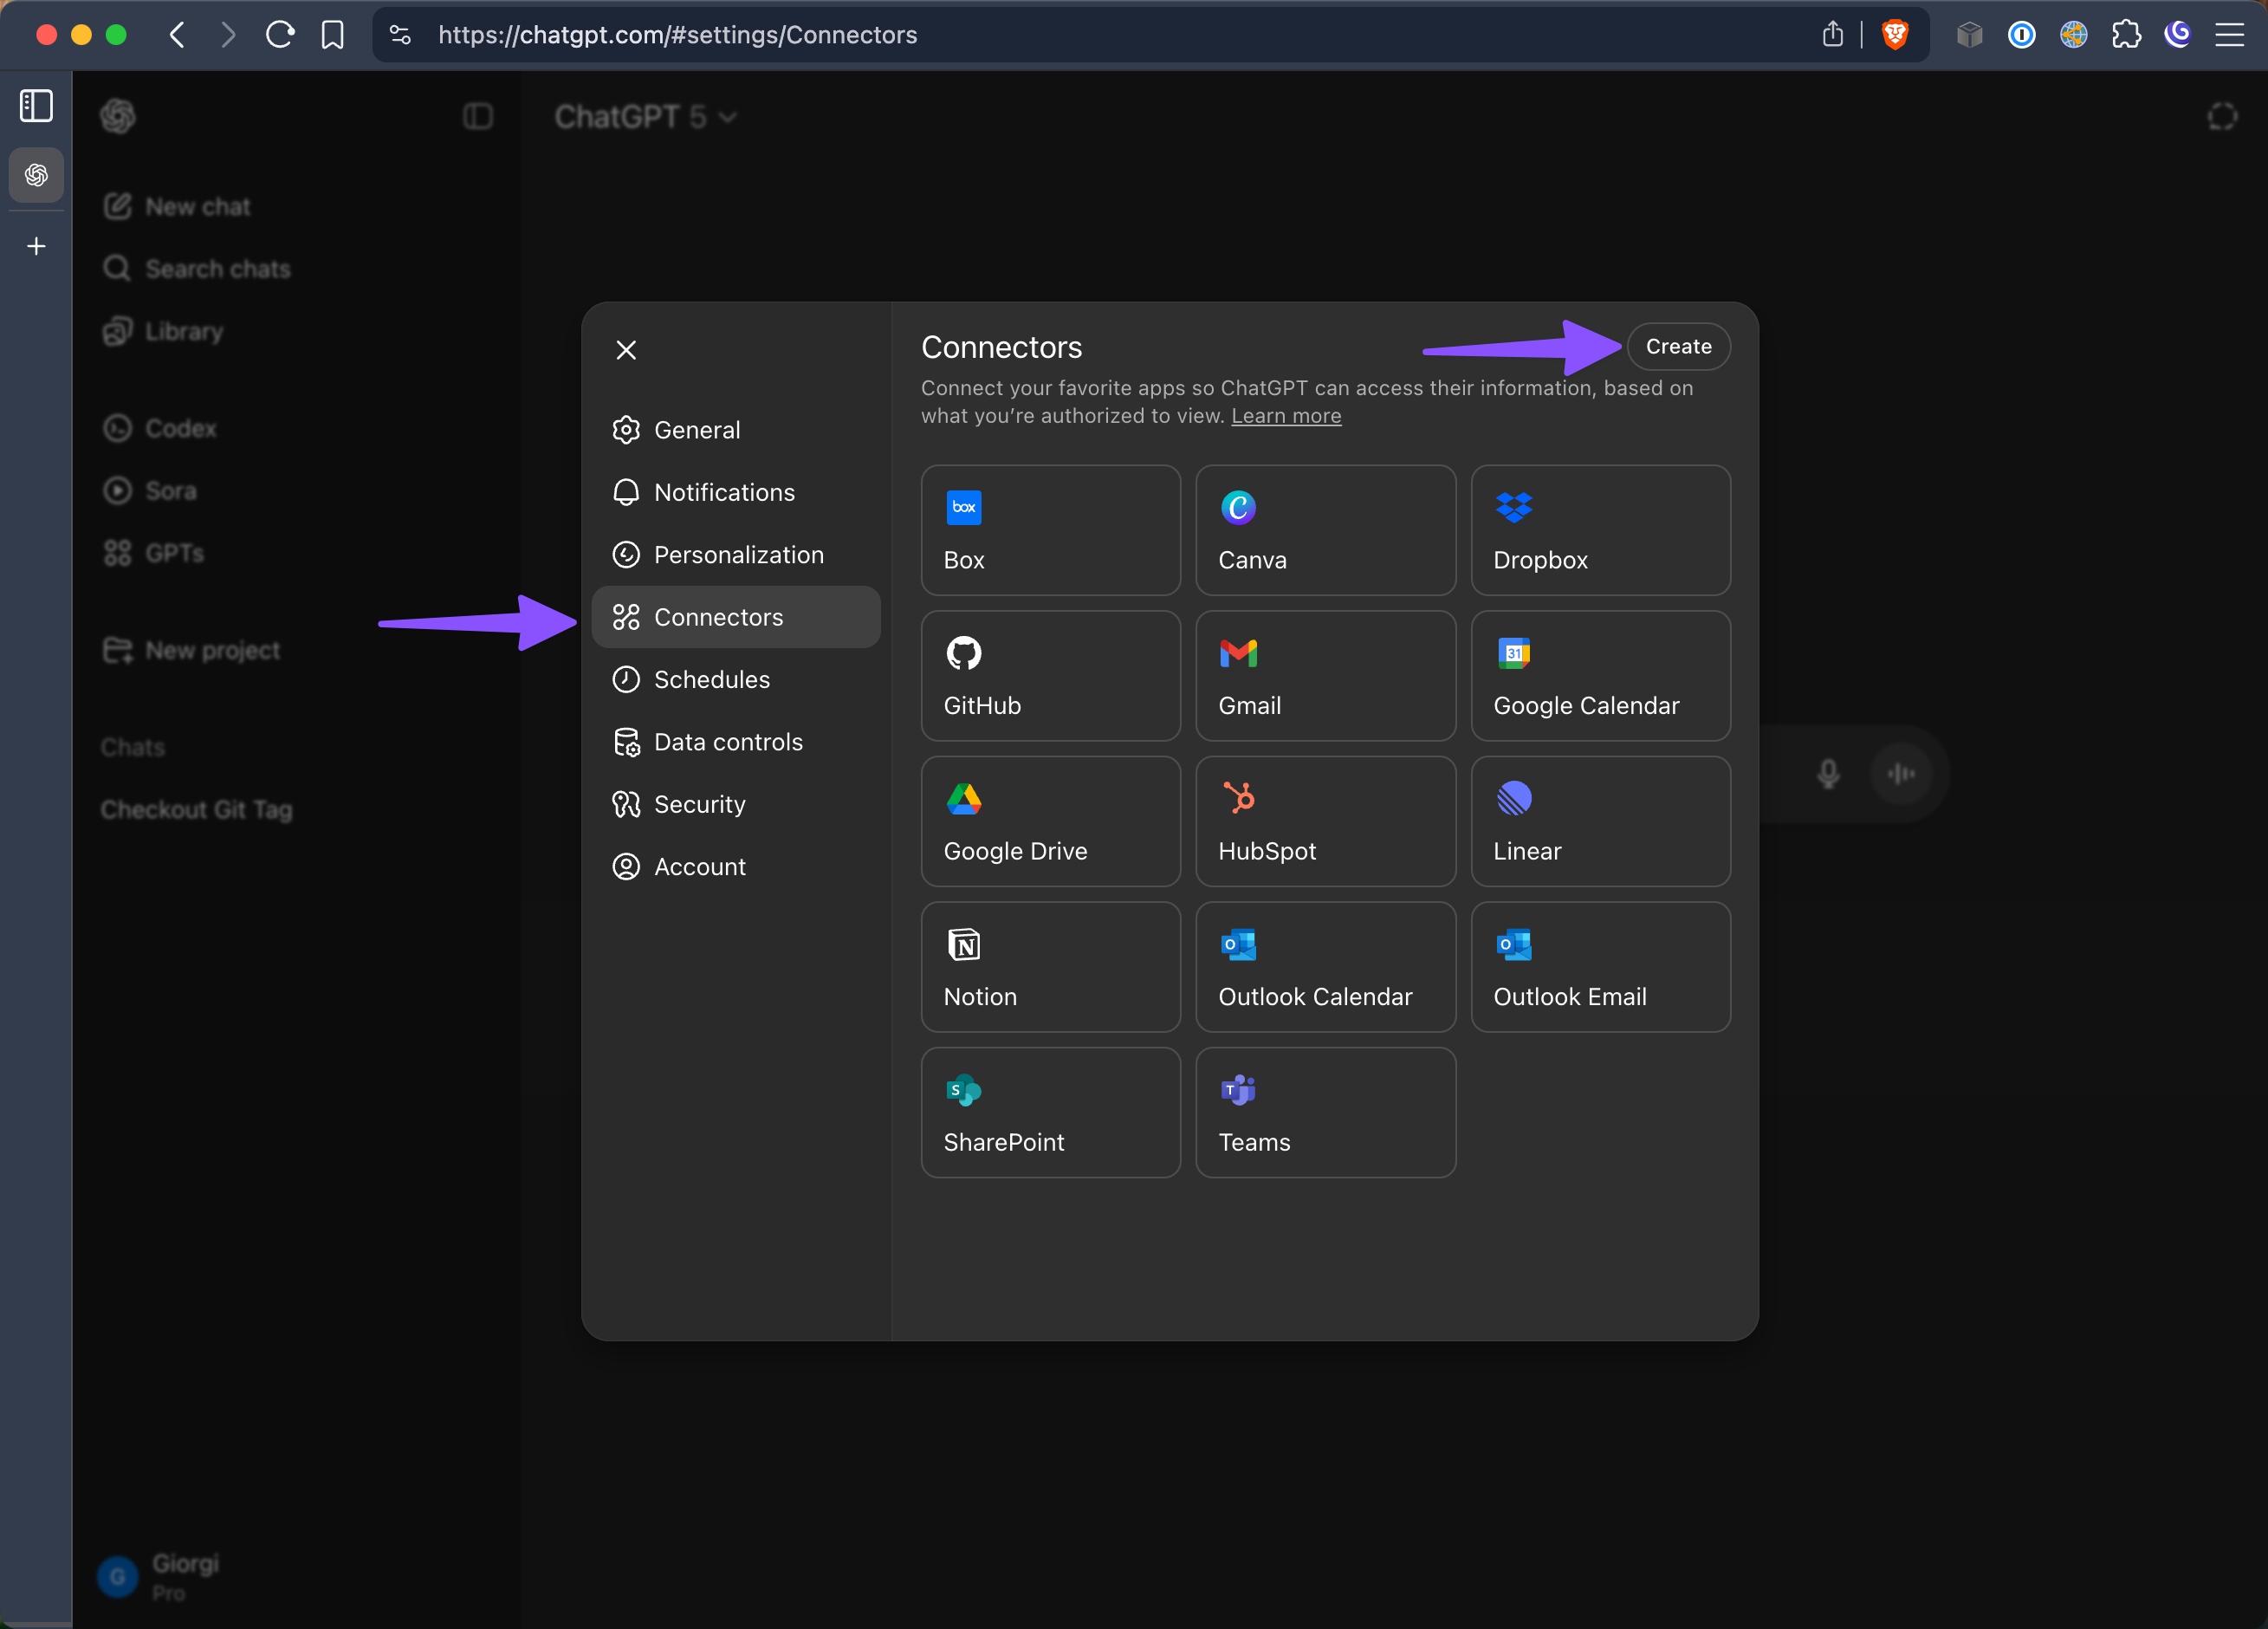 https://chatgpt.com/#settings/Connectors
ChatGPT 5
New chat
Search chats
Library
Codex
Sora
GPTs
New project
Chats
Checkout Git Tag
G
Giorgi
Pro
General
Notifications
Personalization
Connectors
Schedules
Data controls
Security
Account
Connectors
Create
Connect your favorite apps so ChatGPT can access their information, based on
what you’re authorized to view. Learn more
box
Box
C
Canva
Dropbox
GitHub
Gmail
31
Google Calendar
Google Drive
HubSpot
Linear
N
Notion
O
Outlook Calendar
O
Outlook Email
S
SharePoint
T
Teams